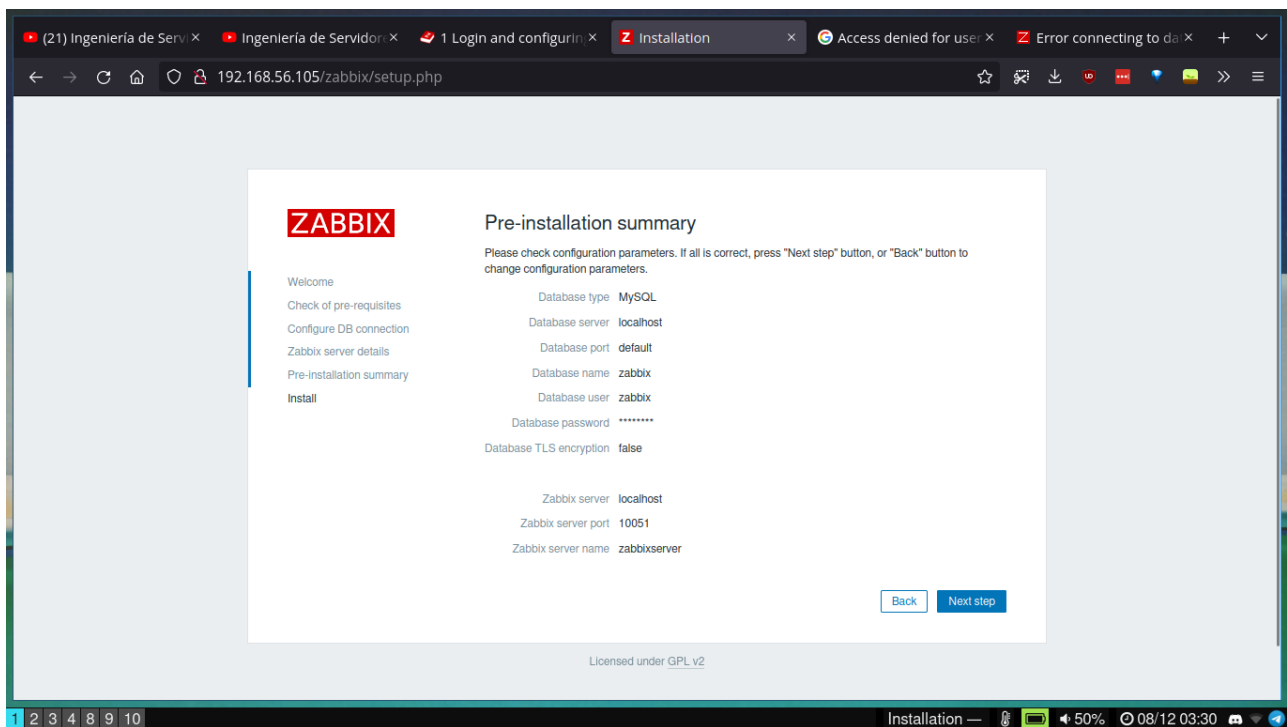 (21) Ingeniería de Servi
Ingeniería de Servidore
1 Login and configuring
Z Installation
Access denied for user
Z Error connecting to dat
192.168.56.105/zabbix/setup.php
ZABBIX
Pre-installation summary
Please check configuration parameters. If all is correct, press "Next step" button, or "Back" button to
change configuration parameters.
Welcome
Check of pre-requisites
Configure DB connection
Zabbix server details
Pre-installation summary
Install
Database type MySQL
Database server localhost
Database port default
Database name zabbix
Database user zabbix
Database password ********
Database TLS encryption false
Zabbix server localhost
Zabbix server port 10051
Zabbix server name zabbixserver
Back Next step
Licensed under GPL v2
1 2 3 4 8 9 10 Installation — 50% 08/12 03:30